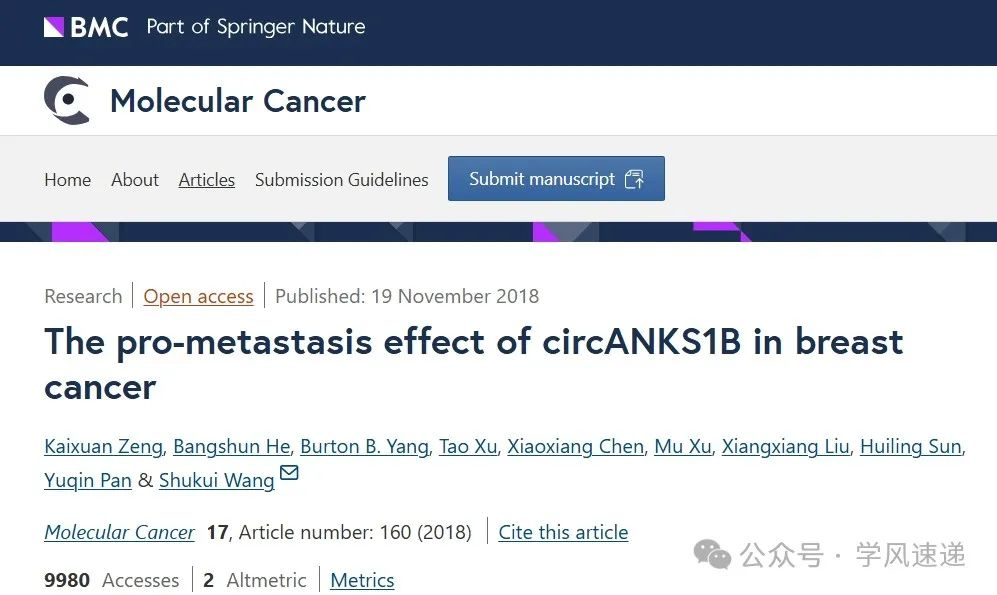 BMC Part of Springer Nature
Molecular Cancer
Home About Articles Submission Guidelines Submit manuscript
Research Open access Published: 19 November 2018
The pro-metastasis effect of circANKS1B in breast
cancer
Kaixuan Zeng, Bangshun He, Burton B. Yang, Tao Xu, Xiaoxiang Chen, Mu Xu, Xiangxiang Liu, Huiling Sun,
Yuqin Pan & Shukui Wang
Molecular Cancer 17, Article number: 160 (2018) Cite this article
公众号 · 学风速递
9980 Accesses 2 Altmetric Metrics